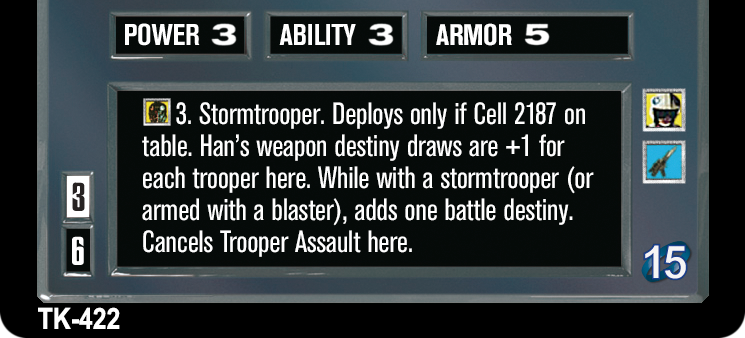 POWER 3 ABILITY 3 ARMOR 5
3. Stormtrooper. Deploys only if Cell 2187 on
table. Han's weapon destiny draws are +1 for
each trooper here. While with a stormtrooper (or
armed with a blaster), adds one battle destiny.
Cancels Trooper Assault here.
3
6
15
TK-422